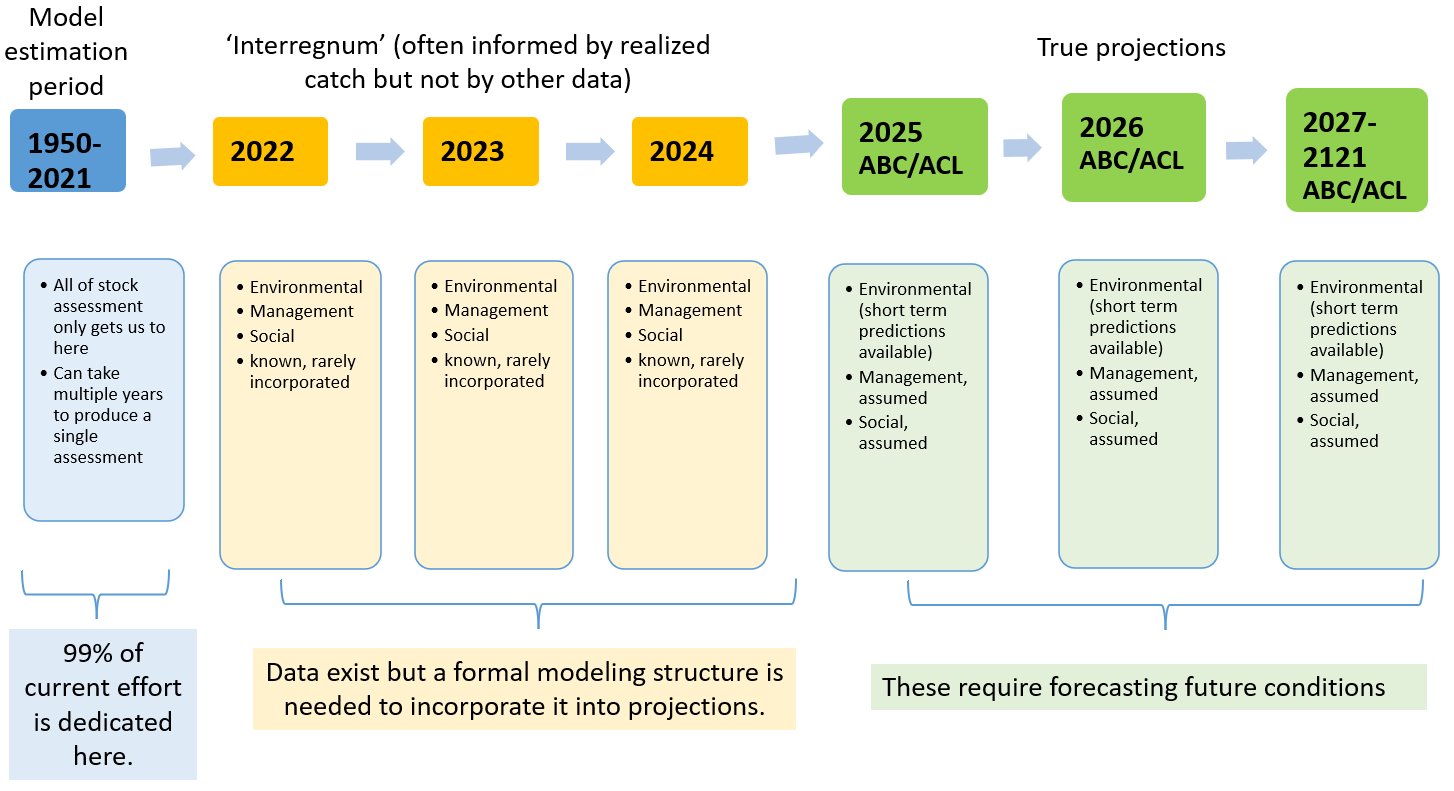 Model
estimation
period
‘Interregnum’ (often informed by realized
catch but not by other data)
True projections
1950-
2021
2022
2023
2024
2025
ABC/ACL
2026
ABC/ACL
2027-
2121
ABC/ACL
• All of stock
assessment
only gets us to
here
• Can take
multiple years
to produce a
single
assessment
• Environmental
• Management
• Social
• known, rarely
incorporated
• Environmental
• Management
• Social
• known, rarely
incorporated
• Environmental
• Management
• Social
• known, rarely
incorporated
• Environmental
(short term
predictions
available)
• Management,
assumed
• Social,
assumed
• Environmental
(short term
predictions
available)
• Management,
assumed
• Social,
assumed
• Environmental
(short term
predictions
available)
• Management,
assumed
• Social,
assumed
99% of
current effort
is dedicated
here.
Data exist but a formal modeling structure is
needed to incorporate it into projections.
These require forecasting future conditions